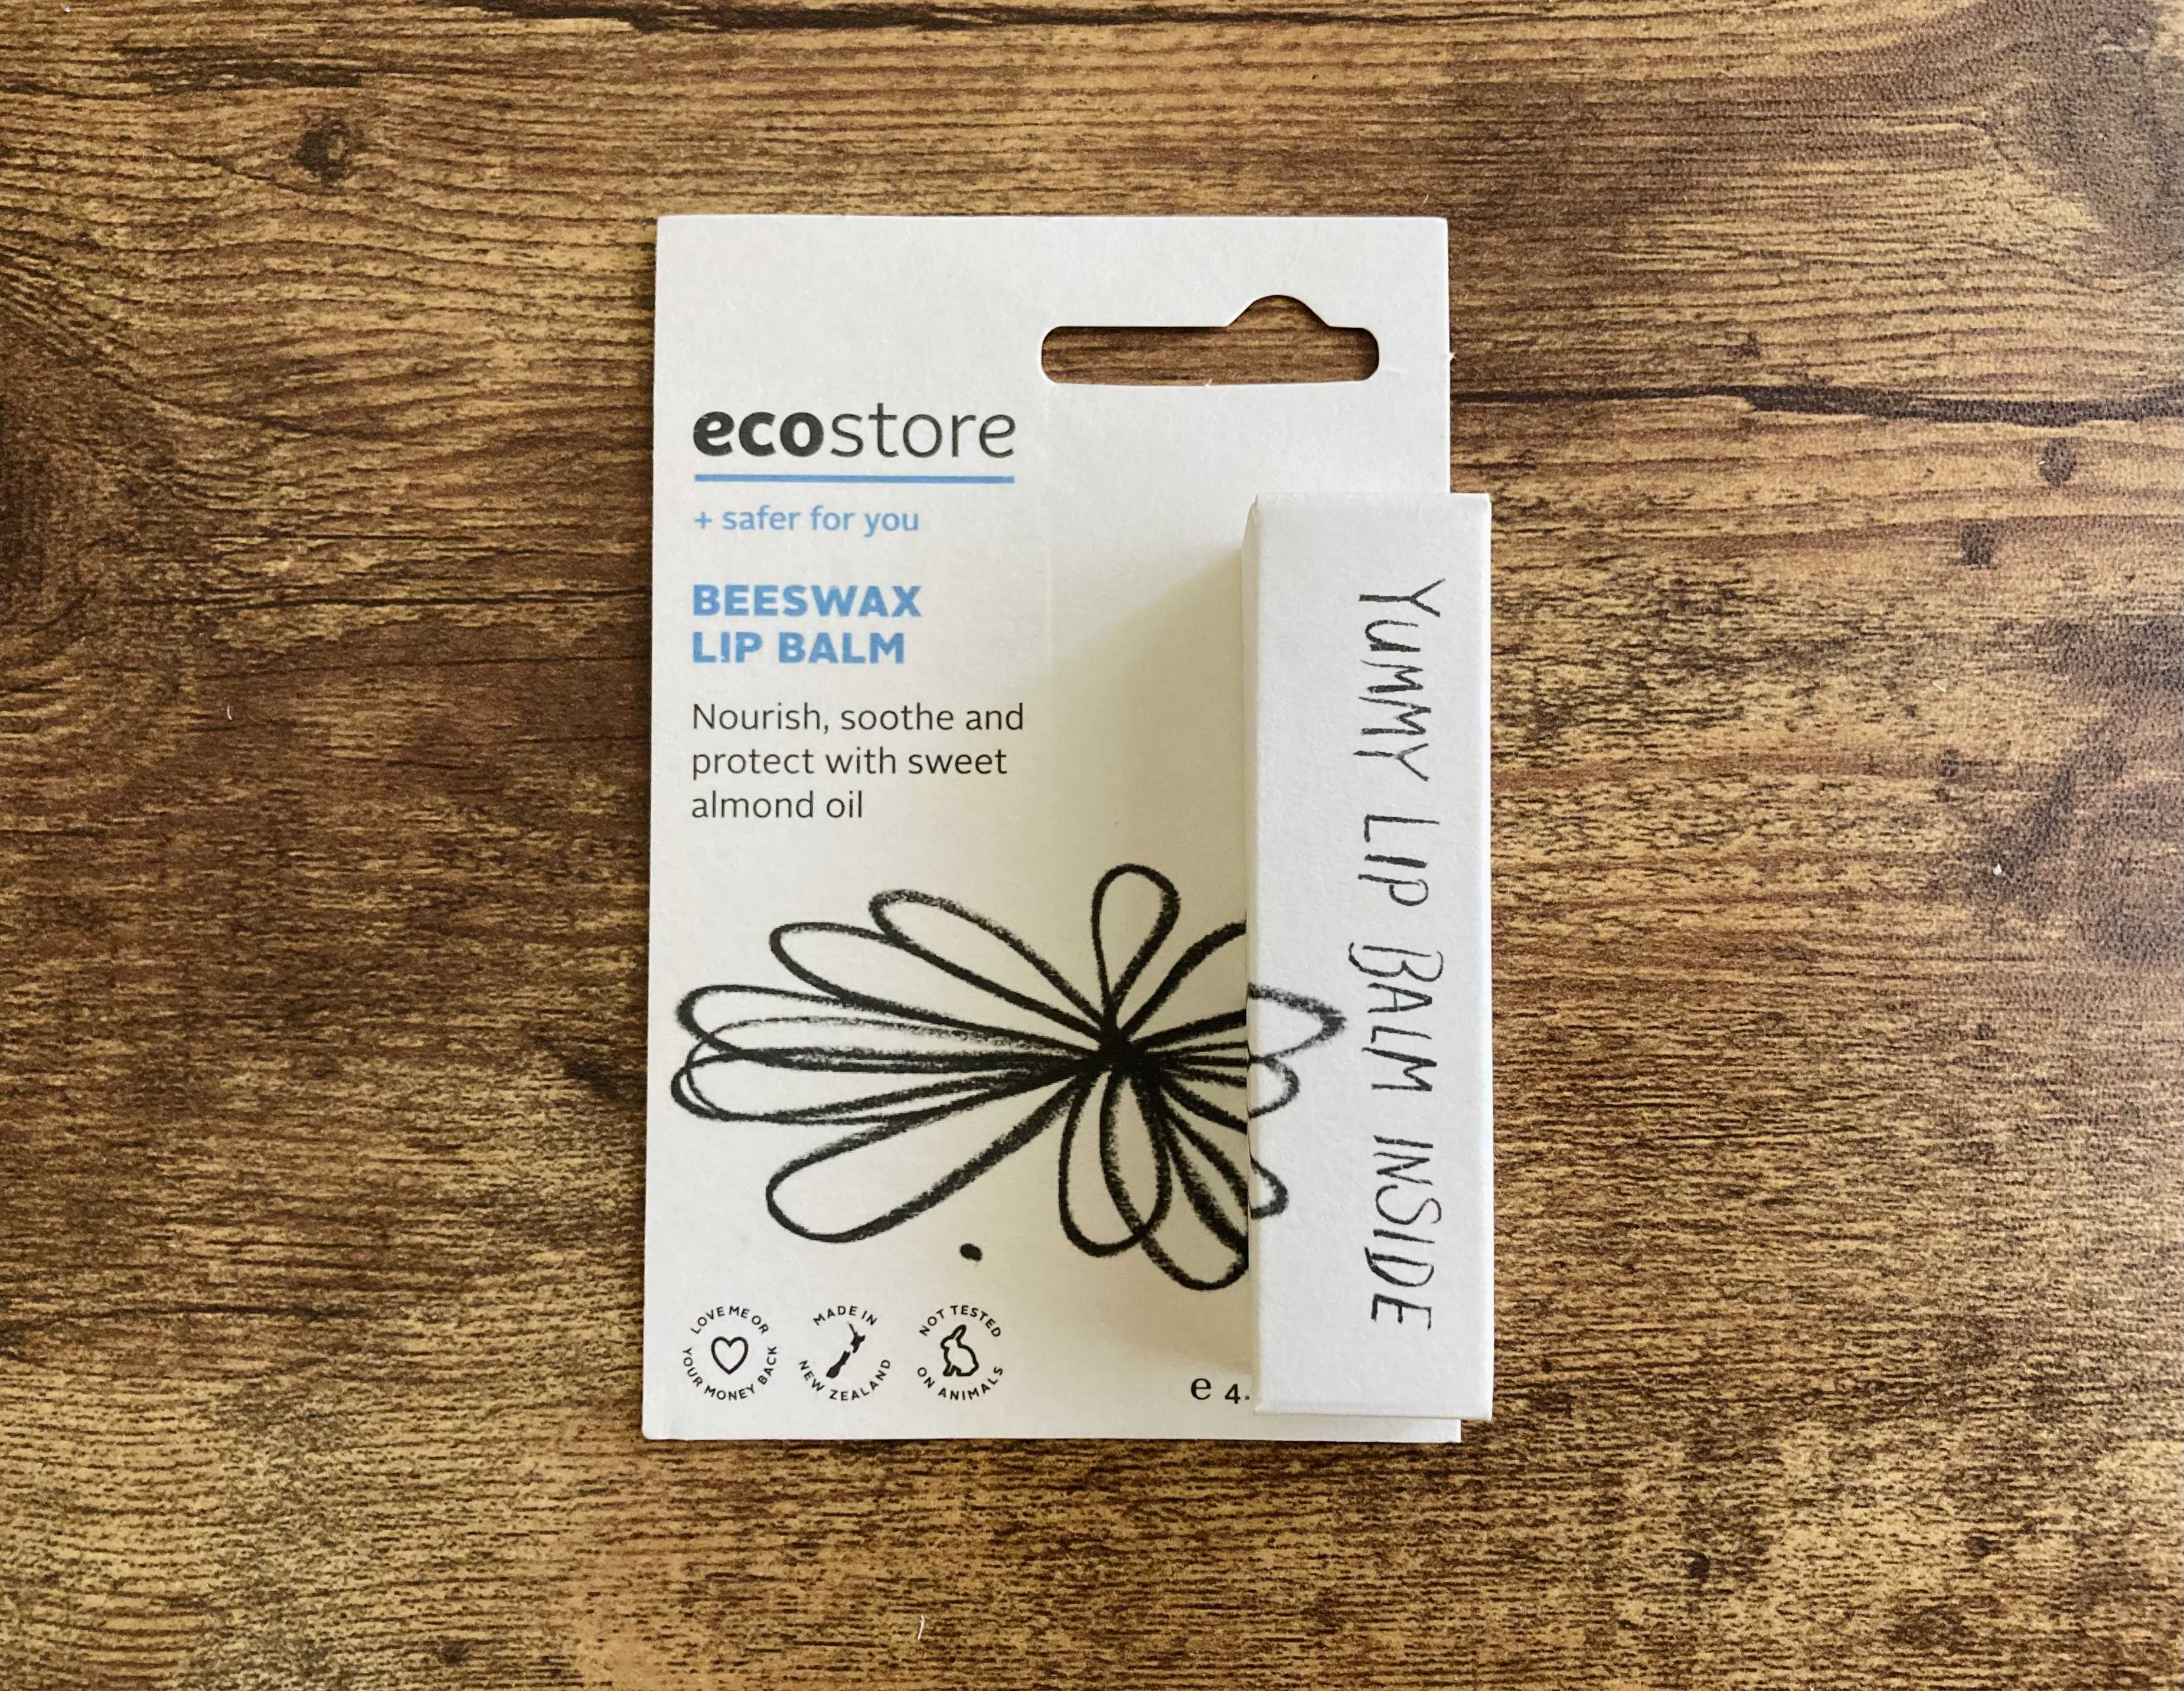 ecostore
+ safer for you
BEESWAX
LIP BALM
Nourish, soothe and
protect with sweet
almond oil
YUMMY LIP BALM INSIDE
LOVE ME OR
YOUR MONEY BACK
MADE IN
NEW ZEALAND
NOT TESTED
ON ANIMALS
e 4.